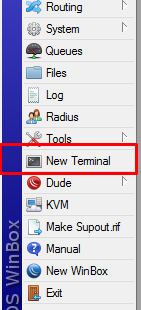 Routing
System
Queues
Files
Log
Radius
Tools
New Terminal
Dude
KVM
Make Supout.rif
Manual
New WinBox
Exit
OS WinBox